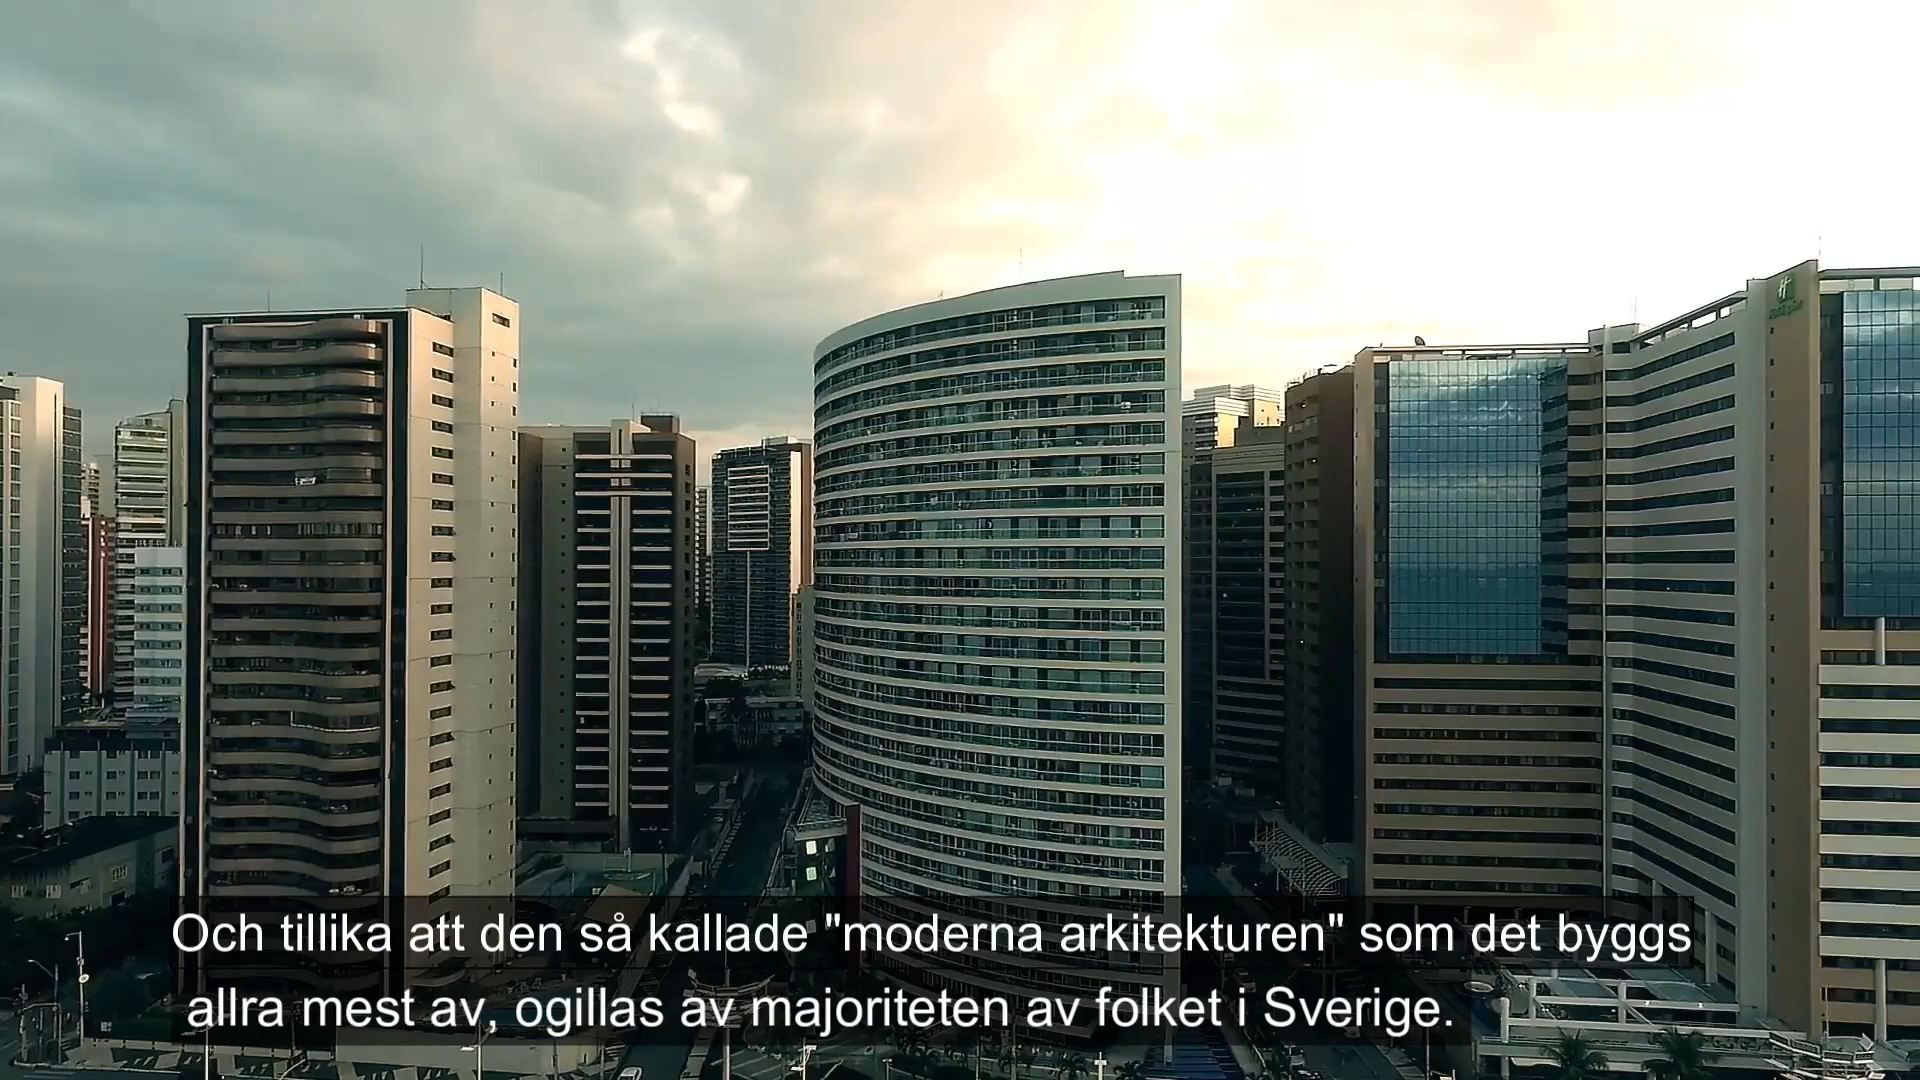 Och tillika att den så kallade "moderna arkitekturen" som det byggs
allra mest av, ogillas av majoriteten av folket i Sverige.